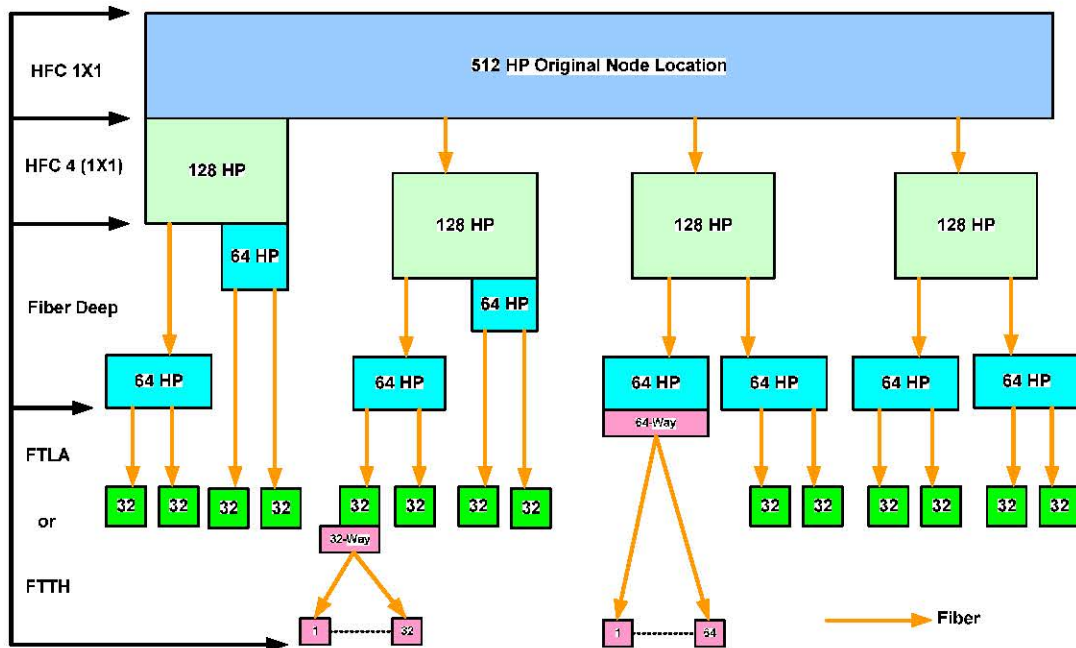 HFC 1X1
512 HP Original Node Location
HFC 4 (1X1)
128 HP
128 HP
128 HP
128 HP
64 HP
64 HP
Fiber Deep
64 HP
64 HP
64 HP
64 HP
64 HP
64 HP
64-Way
FTLA
32
32
32
32
32
32
32
32
32
32
32
32
32
32
or
32-Way
FTTH
1
32
1
64
Fiber